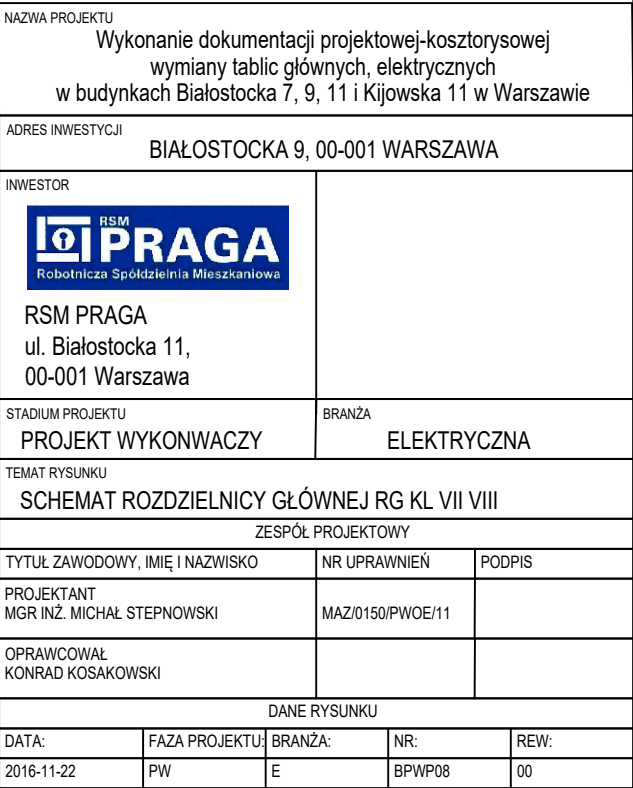 NAZWA PROJEKTU
Wykonanie dokumentacji projektowej-kosztorysowej
wymiany tablic głównych, elektrycznych
w budynkach Białostocka 7, 9, 11 i Kijowska 11 w Warszawie
ADRES INWESTYCJI
BIAŁOSTOCKA 9, 00-001 WARSZAWA
INWESTOR
RSM
PRAGA
Robotnicza Spółdzielnia Mieszkaniowa
RSM PRAGA
ul. Białostocka 11,
00-001 Warszawa
STADIUM PROJEKTU BRANŻA
PROJEKT WYKONWACZY ELEKTRYCZNA
TEMAT RYSUNKU
SCHEMAT ROZDZIELNICY GŁÓWNEJ RG KL VII VIII
ZESPÓŁ PROJEKTOWY
TYTUŁ ZAWODOWY, IMIĘ I NAZWISKO NR UPRAWNIEŃ PODPIS
PROJEKTANT
MGR INŻ. MICHAŁ STEPNOWSKI MAZ/0150/PWOE/11
OPRAWCOWAŁ
KONRAD KOSAKOWSKI
DANE RYSUNKU
DATA: FAZA PROJEKTU: BRANŻA: NR: REW:
2016-11-22 PW E BPWP08 00